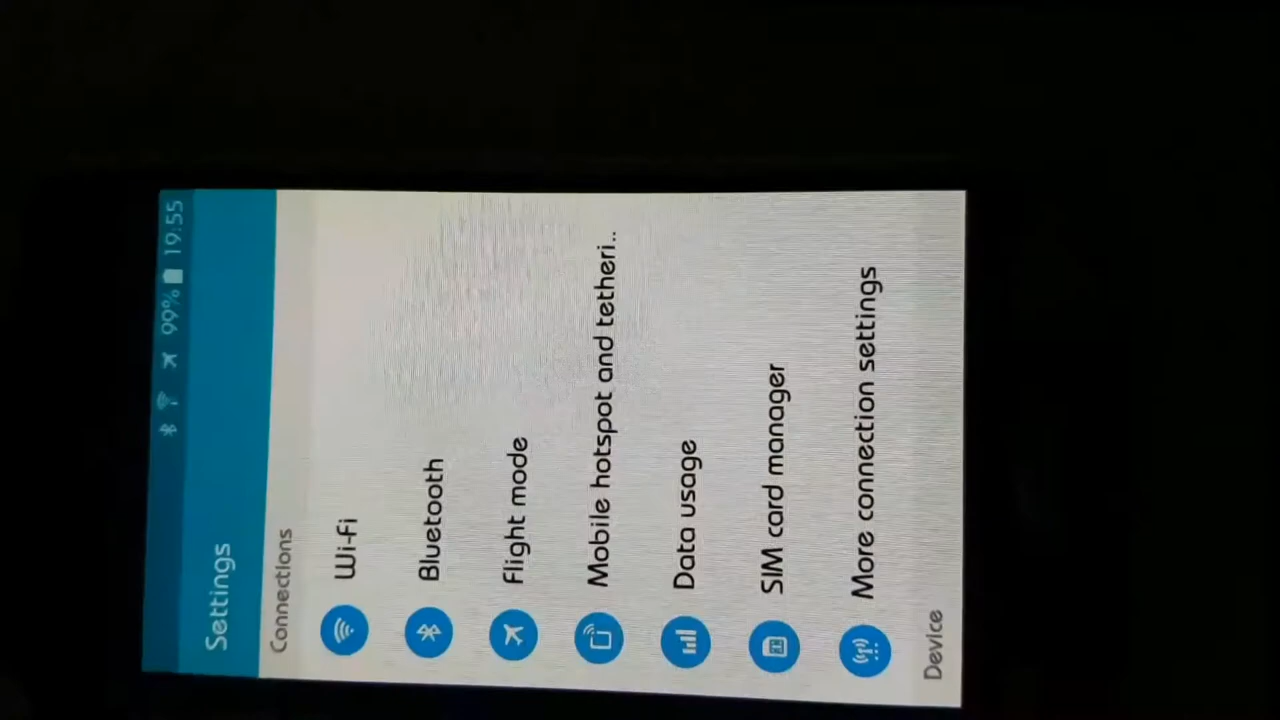 99% 19:55
Settings
Connections
Wi-Fi
Bluetooth
Flight mode
Mobile hotspot and tetheri..
Data usage
SIM card manager
More connection settings
Device